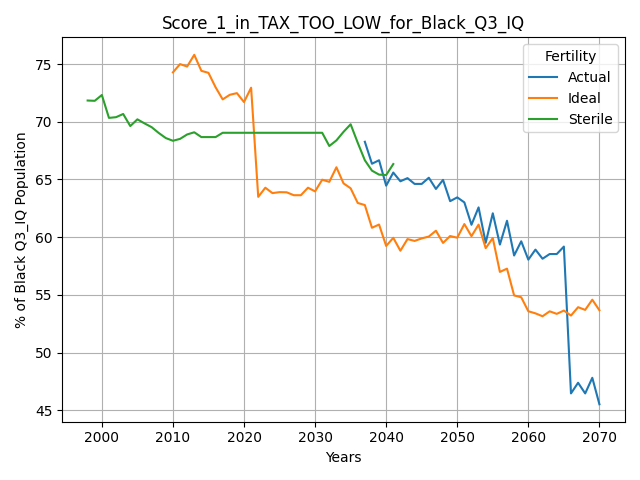 Score_1_in_TAX_TOO_LOW_for_Black_Q3_IQ
% of Black Q3_IQ Population
75
70
65
60
55
50
45
Fertility
Actual
Ideal
Sterile
2000 2010 2020 2030 2040 2050 2060 2070
Years